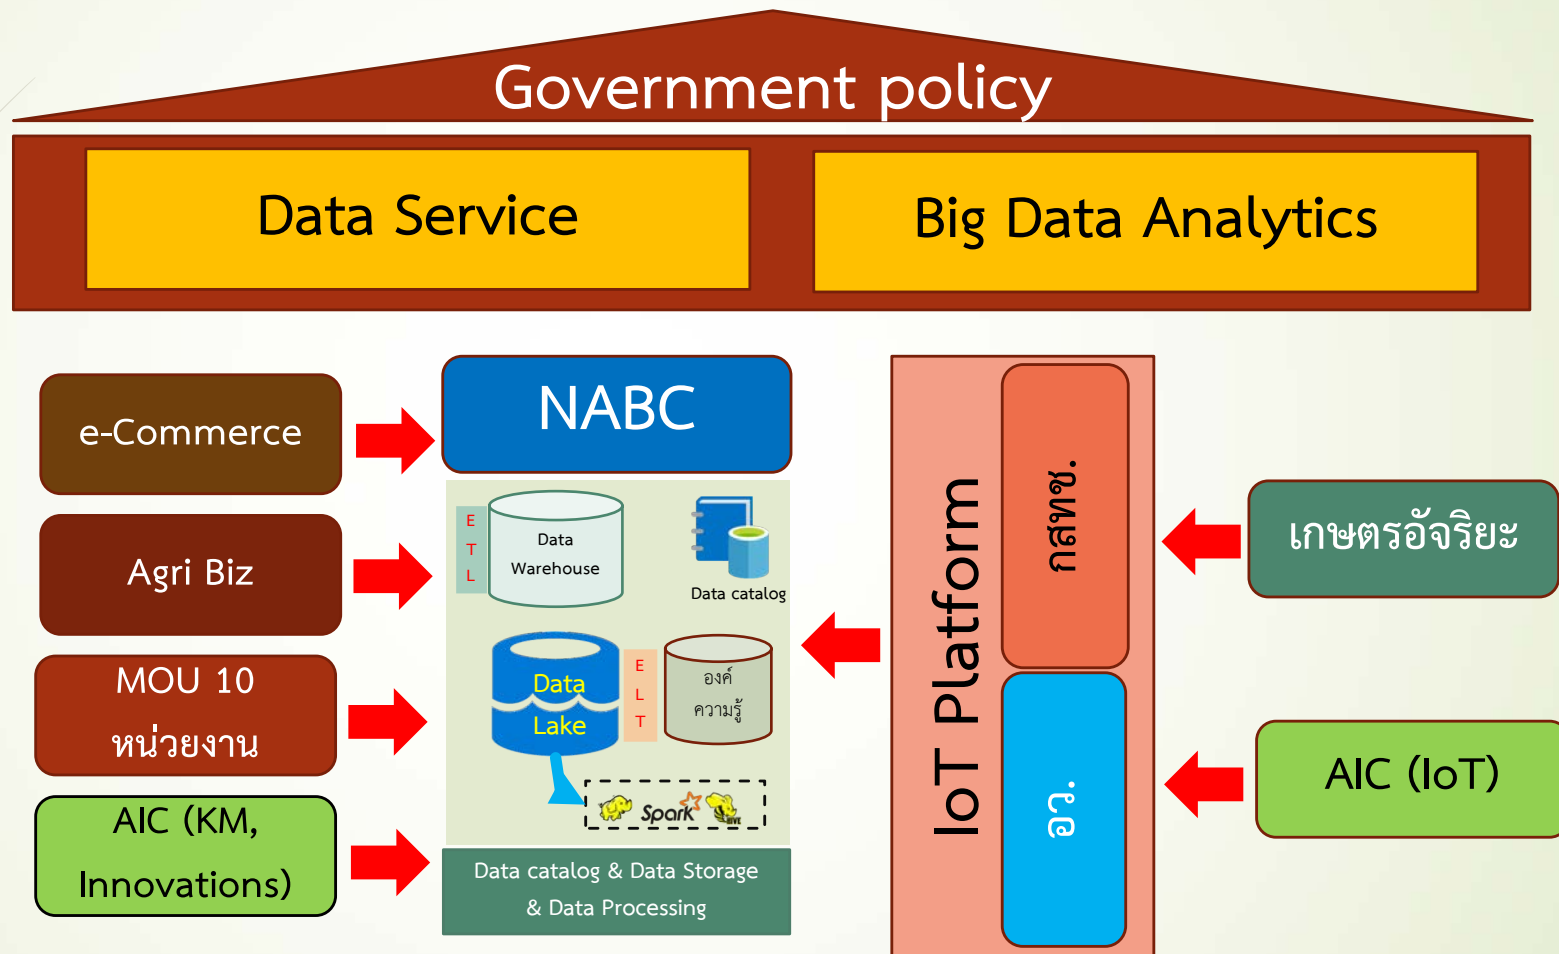 Government policy
Data Service
Big Data Analytics
e-Commerce
Agri Biz
MOU 10
หน่วยงาน
AIC (KM,
Innovations)
NABC
E
T
L
Data
Warehouse
Data catalog
Data
Lake
E
L
T
องค์
ความรู้
Spark
HIVE
Data catalog & Data Storage
& Data Processing
IoT Platform
กสทช.
อว.
เกษตรอัจริยะ
AIC (IoT)